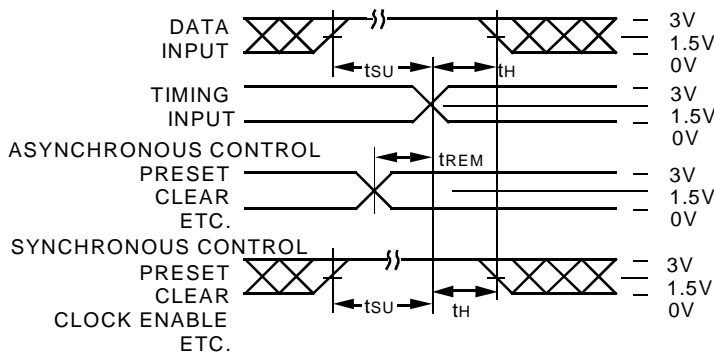 DATA
INPUT
3V
1.5V
0V
tSU
tH
TIMING
INPUT
3V
1.5V
0V
ASYNCHRONOUS CONTROL
PRESET
CLEAR
ETC.
tREM
3V
1.5V
0V
SYNCHRONOUS CONTROL
PRESET
CLEAR
CLOCK ENABLE
ETC.
tSU
tH
3V
1.5V
0V